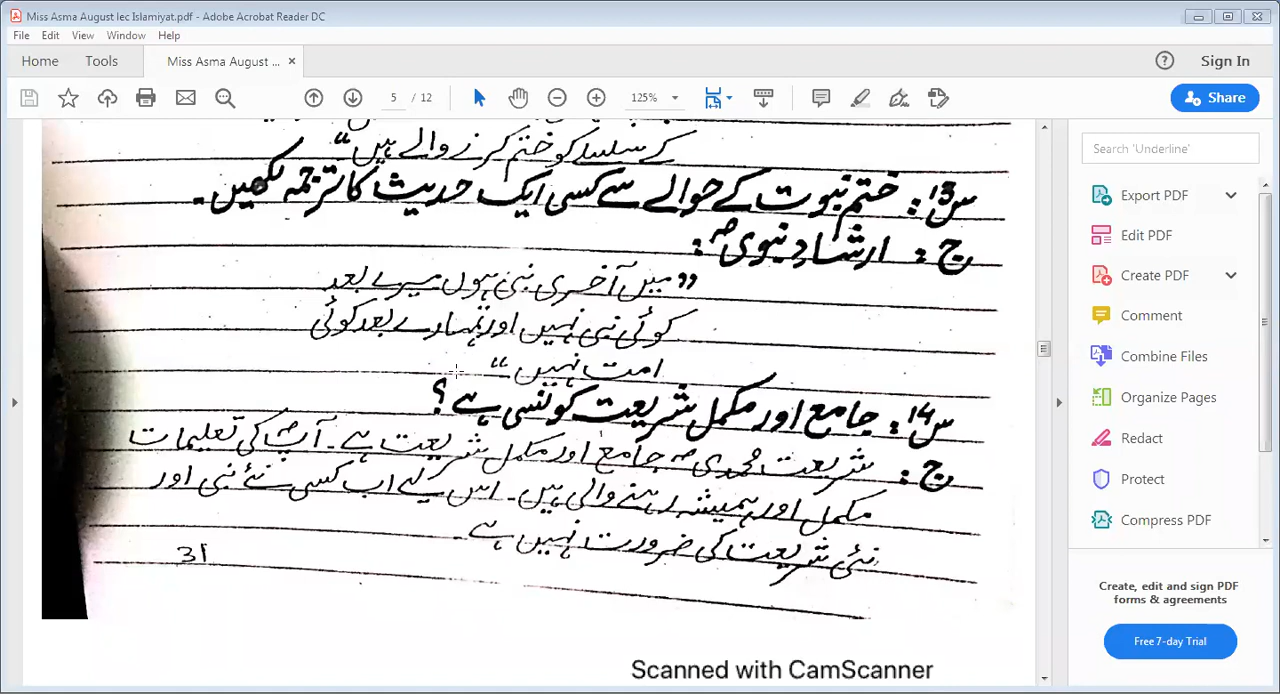 Miss Asma August lec Islamiyat.pdf - Adobe Acrobat Reader DC
File Edit View Window Help
Home Tools Miss Asma August ... × Sign In
5 / 12 125% Share
کے سلسلے کو ختم کرنے والے ہیں“
س13: ختم نبوت کے حوالے سے کسی ایک حدیث کا ترجمہ لکھیں۔
ج: ارشاد نبویؐ:
”میں آخری نبی ہوں میرے بعد
کوئی نبی نہیں اور تمہارے بعد کوئی
امت نہیں“
س14: جامع اور مکمل شریعت کونسی ہے؟
ج: شریعت محمدیؐ جامع اور مکمل شریعت ہے۔ آپؐ کی تعلیمات
مکمل اور ہمیشہ رہنے والی ہیں۔ اس لیے اب کسی نئے نبی اور
نئی شریعت کی ضرورت نہیں ہے۔
31
Scanned with CamScanner
Search 'Underline'
Export PDF
Edit PDF
Create PDF
Comment
Combine Files
Organize Pages
Redact
Protect
Compress PDF
Create, edit and sign PDF
forms & agreements
Free 7-day Trial